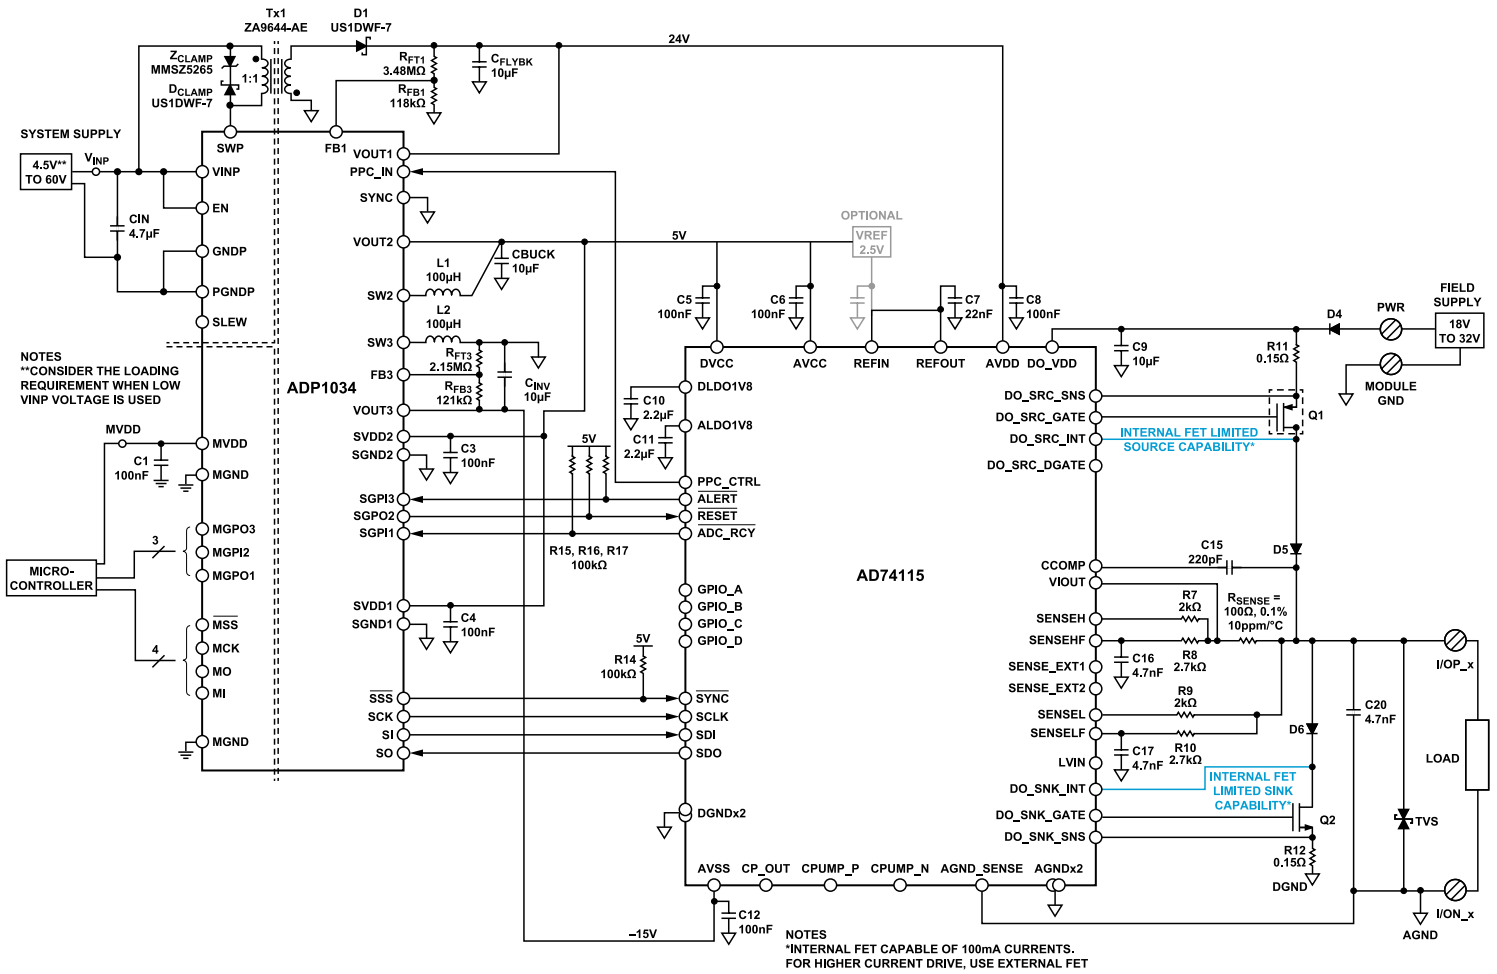 Tx1
ZA9644-AE
D1
US1DWF-7
24V
ZCLAMP
MMSZ5265
DCLAMP
US1DWF-7
1:1
RFT1
3.48MΩ
RFB1
118kΩ
CFLYBK
10µF
SYSTEM SUPPLY
4.5V**
TO 60V
VINP
CIN
4.7µF
SWP
FB1
VINP
EN
GNDP
PGNDP
SLEW
VOUT1
PPC_IN
SYNC
VOUT2
SW2
SW3
FB3
VOUT3
SVDD2
SGND2
SGPI3
SGPO2
SGPI1
SVDD1
SGND1
SSS
SCK
SI
SO
ADP1034
NOTES
**CONSIDER THE LOADING
REQUIREMENT WHEN LOW
VINP VOLTAGE IS USED
MVDD
C1
100nF
MVDD
MGND
MGPO3
MGPI2
MGPO1
MSS
MCK
MO
MI
MGND
3
4
MICRO-
CONTROLLER
5V
L1
100µH
CBUCK
10µF
L2
100µH
RFT3
2.15MΩ
RFB3
121kΩ
CINV
10µF
C3
100nF
5V
R15, R16, R17
100kΩ
C4
100nF
5V
R14
100kΩ
–15V
C12
100nF
OPTIONAL
VREF
2.5V
C5
100nF
C6
100nF
C7
22nF
C8
100nF
DVCC
AVCC
REFIN
REFOUT
AVDD
DO_VDD
C10
2.2µF
C11
2.2µF
DLDO1V8
ALDO1V8
PPC_CTRL
ALERT
RESET
ADC_RCY
GPIO_A
GPIO_B
GPIO_C
GPIO_D
SYNC
SCLK
SDI
SDO
DGNDx2
AD74115
AVSS
CP_OUT
CPUMP_P
CPUMP_N
AGND_SENSE
AGNDx2
DO_SRC_SNS
DO_SRC_GATE
DO_SRC_INT
DO_SRC_DGATE
CCOMP
VIOUT
SENSEH
SENSEHF
SENSE_EXT1
SENSE_EXT2
SENSEL
SENSELF
LVIN
DO_SNK_INT
DO_SNK_GATE
DO_SNK_SNS
C9
10µF
R11
0.15Ω
D4
PWR
FIELD
SUPPLY
18V
TO 32V
MODULE
GND
Q1
INTERNAL FET LIMITED
SOURCE CAPABILITY*
D5
C15
220pF
R7
2kΩ
RSENSE =
100Ω, 0.1%
10ppm/°C
C16
4.7nF
R8
2.7kΩ
R9
2kΩ
C17
4.7nF
R10
2.7kΩ
D6
INTERNAL FET
LIMITED SINK
CAPABILITY*
Q2
R12
0.15Ω
DGND
C20
4.7nF
TVS
I/OP_x
LOAD
I/ON_x
AGND
NOTES
*INTERNAL FET CAPABLE OF 100mA CURRENTS.
FOR HIGHER CURRENT DRIVE, USE EXTERNAL FET